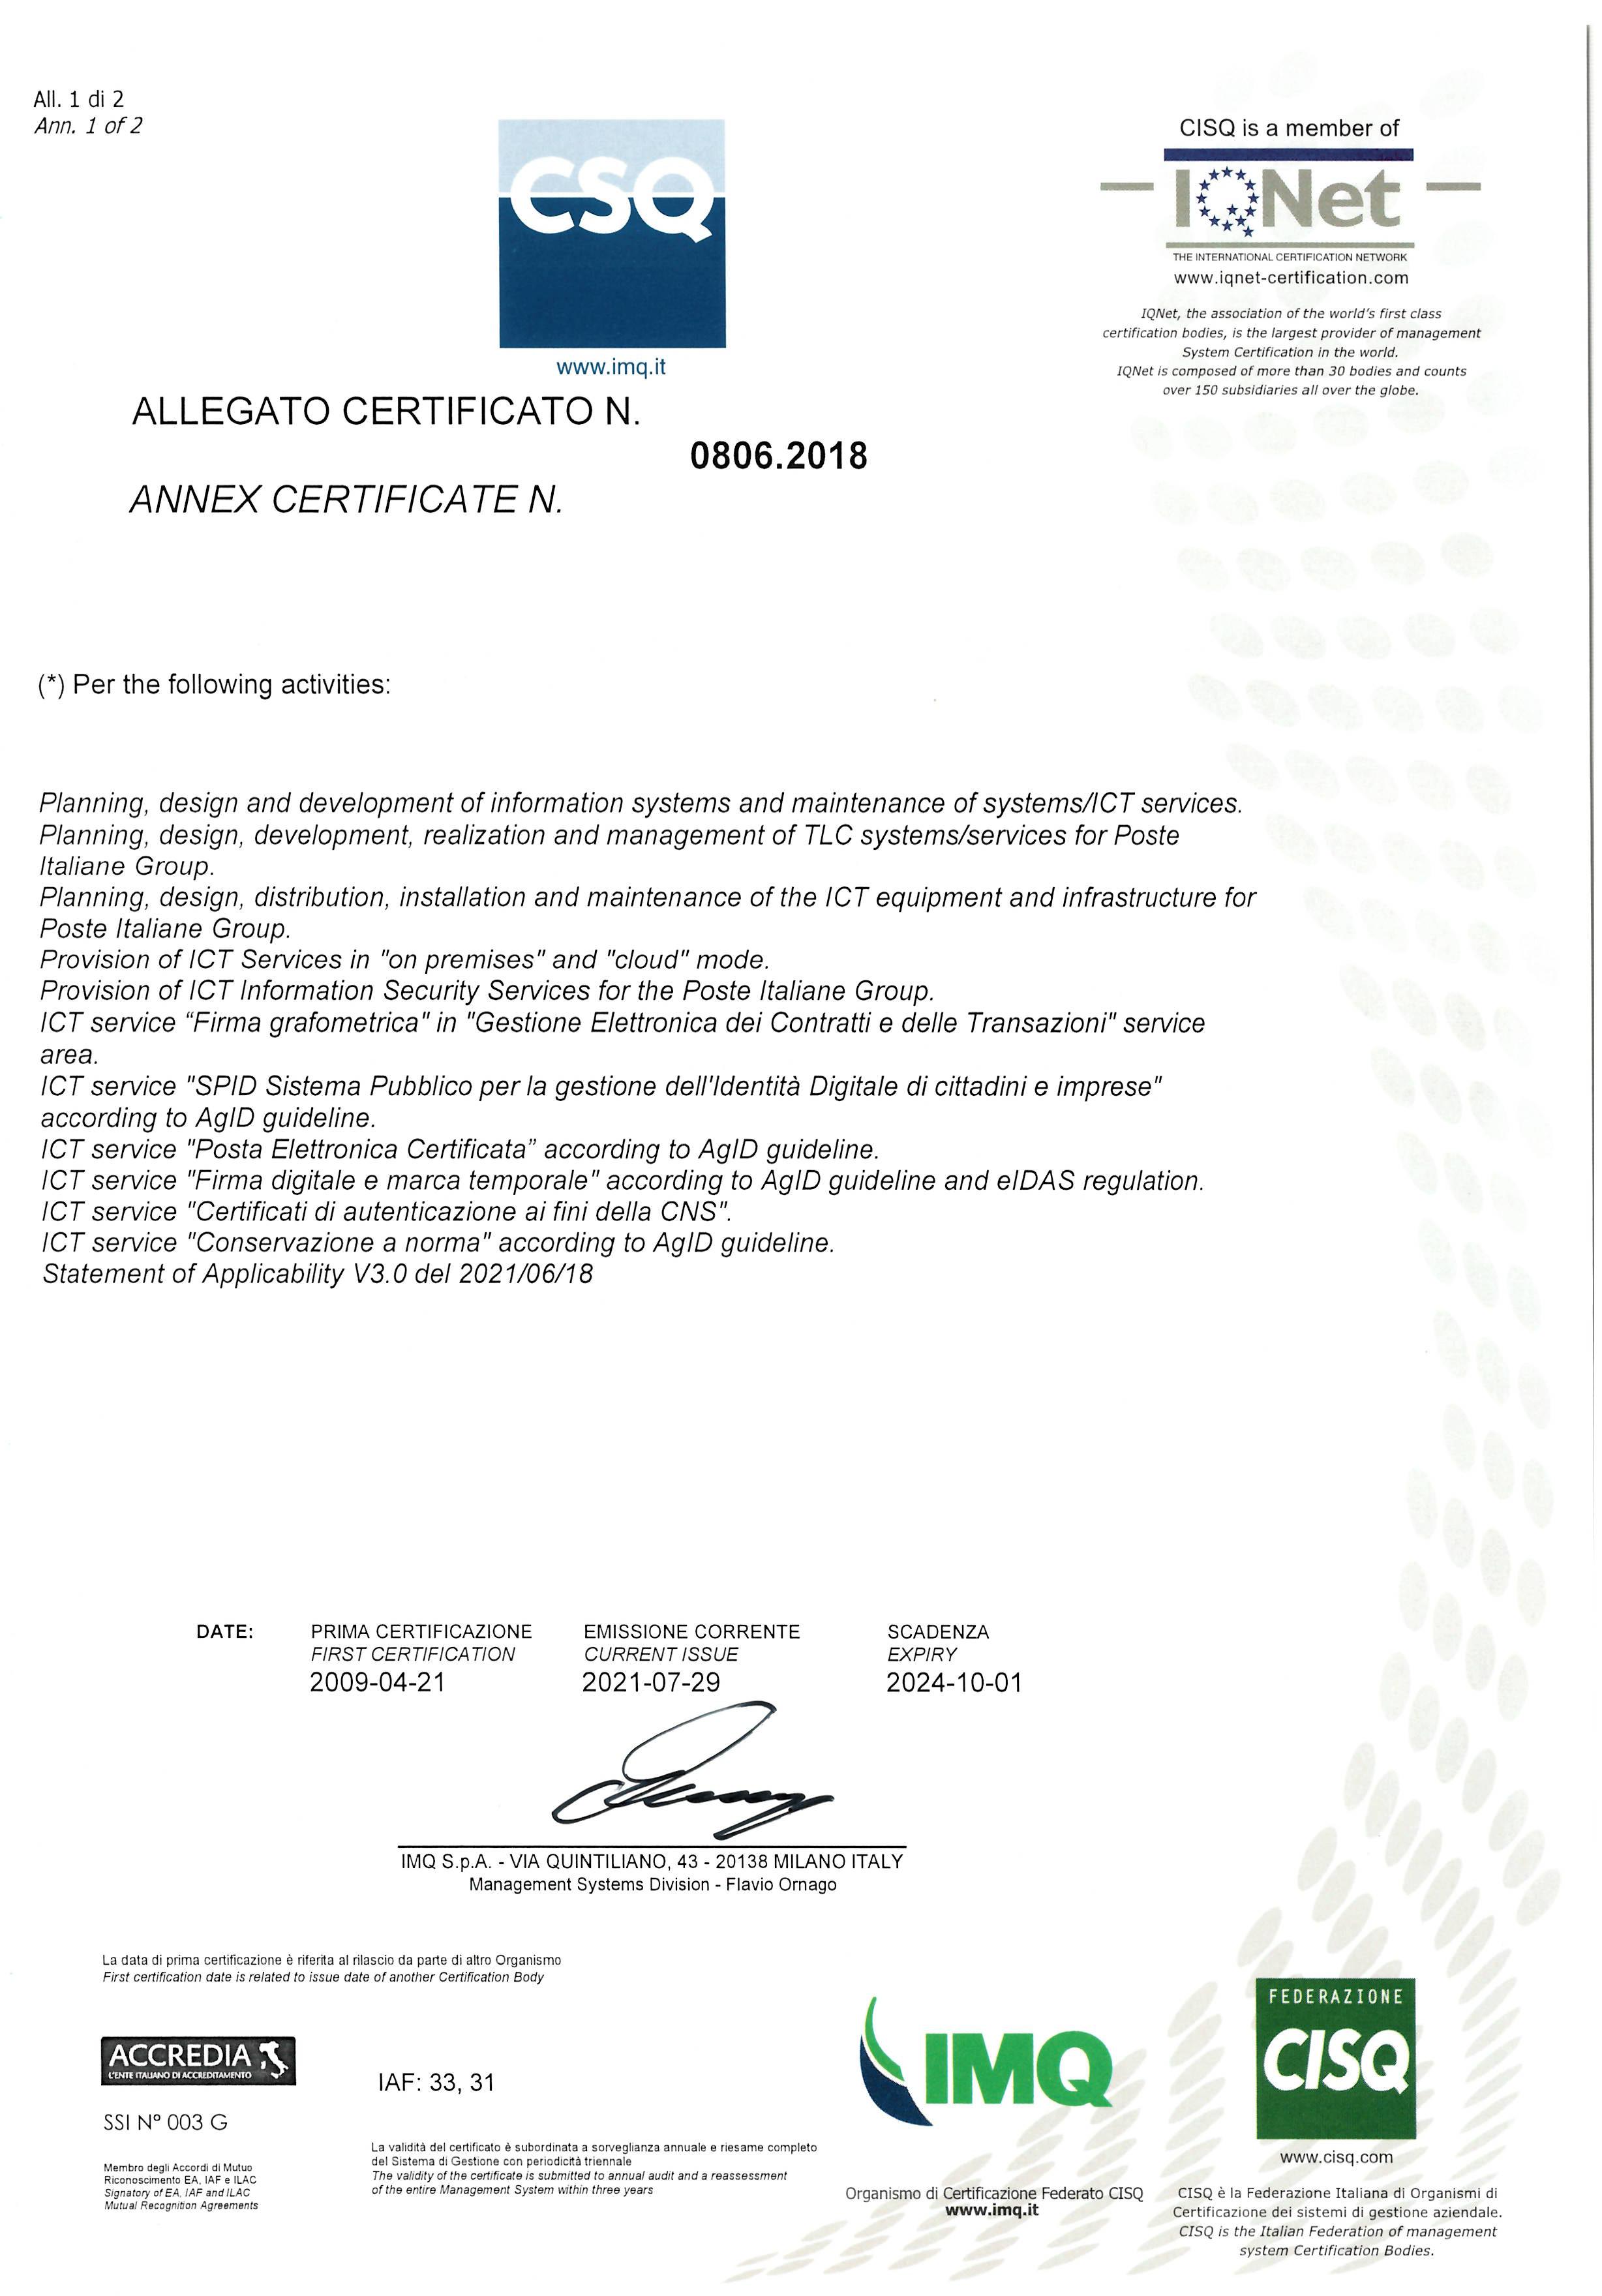 All. 1 di 2
Ann. 1 of 2
CSQ
www.imq.it
CISQ is a member of
IQNet
THE INTERNATIONAL CERTIFICATION NETWORK
www.iqnet-certification.com
IQNet, the association of the world's first class
certification bodies, is the largest provider of management
System Certification in the world.
IQNet is composed of more than 30 bodies and counts
over 150 subsidiaries all over the globe.
ALLEGATO CERTIFICATO N.
0806.2018
ANNEX CERTIFICATE N.
(*) Per the following activities:
Planning, design and development of information systems and maintenance of systems/ICT services.
Planning, design, development, realization and management of TLC systems/services for Poste
Italiane Group.
Planning, design, distribution, installation and maintenance of the ICT equipment and infrastructure for
Poste Italiane Group.
Provision of ICT Services in "on premises" and "cloud" mode.
Provision of ICT Information Security Services for the Poste Italiane Group.
ICT service “Firma grafometrica" in "Gestione Elettronica dei Contratti e delle Transazioni" service
area.
ICT service "SPID Sistema Pubblico per la gestione dell'Identità Digitale di cittadini e imprese"
according to AgID guideline.
ICT service "Posta Elettronica Certificata” according to AgID guideline.
ICT service "Firma digitale e marca temporale" according to AgID guideline and eIDAS regulation.
ICT service "Certificati di autenticazione ai fini della CNS".
ICT service "Conservazione a norma" according to AgID guideline.
Statement of Applicability V3.0 del 2021/06/18
DATE: PRIMA CERTIFICAZIONE EMISSIONE CORRENTE SCADENZA
FIRST CERTIFICATION CURRENT ISSUE EXPIRY
2009-04-21 2021-07-29 2024-10-01
IMQ S.p.A. - VIA QUINTILIANO, 43 - 20138 MILANO ITALY
Management Systems Division - Flavio Ornago
La data di prima certificazione è riferita al rilascio da parte di altro Organismo
First certification date is related to issue date of another Certification Body
ACCREDIA
L'ENTE ITALIANO DI ACCREDITAMENTO
SSI N° 003 G
Membro degli Accordi di Mutuo
Riconoscimento EA, IAF e ILAC
Signatory of EA, IAF and ILAC
Mutual Recognition Agreements
IAF: 33, 31
La validità del certificato è subordinata a sorveglianza annuale e riesame completo
del Sistema di Gestione con periodicità triennale
The validity of the certificate is submitted to annual audit and a reassessment
of the entire Management System within three years
IMQ
Organismo di Certificazione Federato CISQ
www.imq.it
FEDERAZIONE
CISQ
www.cisq.com
CISQ è la Federazione Italiana di Organismi di
Certificazione dei sistemi di gestione aziendale.
CISQ is the Italian Federation of management
system Certification Bodies.